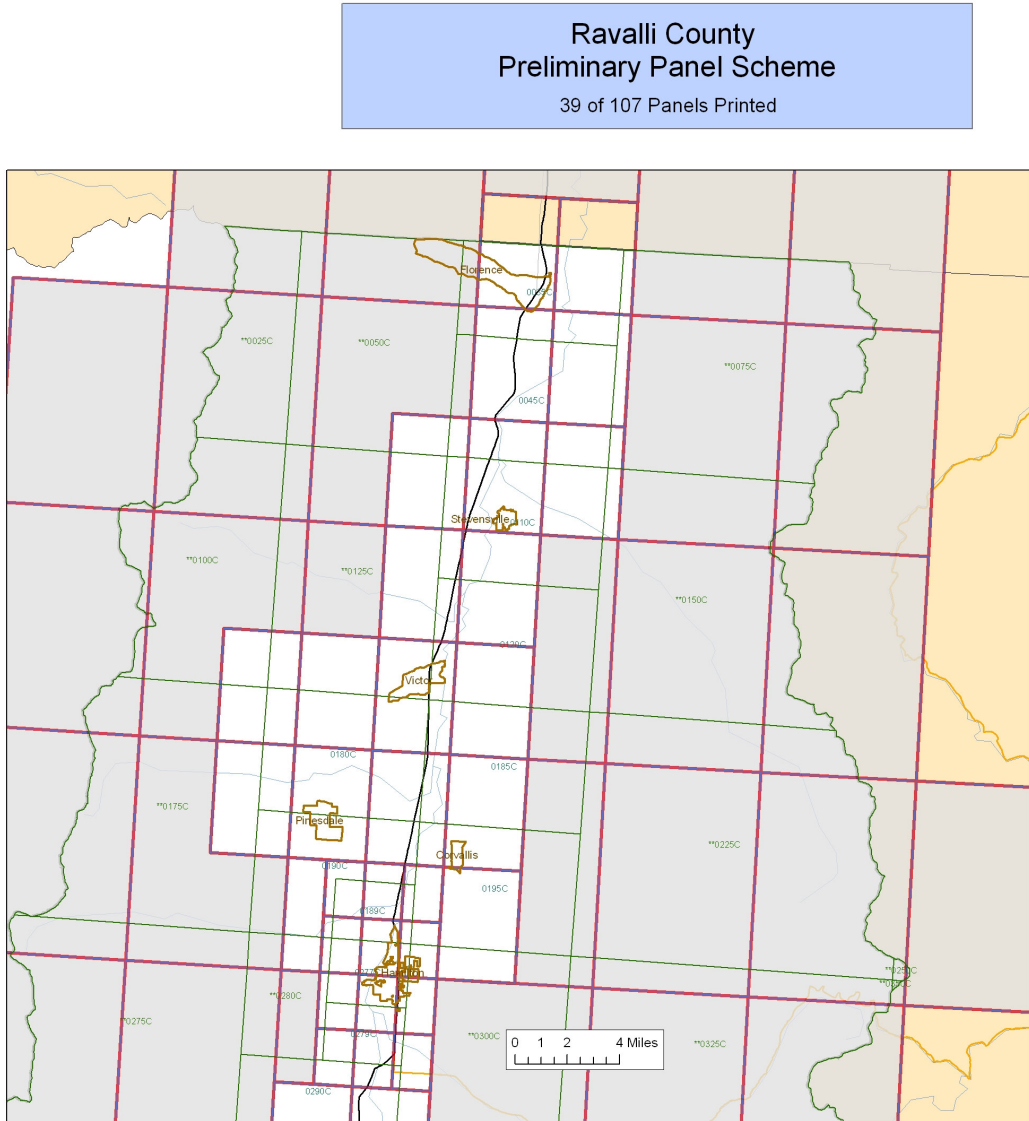 Ravalli County
Preliminary Panel Scheme
39 of 107 Panels Printed
Florence
**0025C
**0050C
**0075C
0045C
Stevensville
**0100C
**0125C
**0150C
Victo
0180C
0185C
**0175C
Pinesdale
**0225C
Corvallis
0190C
0195C
0189C
**0275C
**0280C
0279C
**0300C
**0325C
0 1 2 4 Miles
0290C